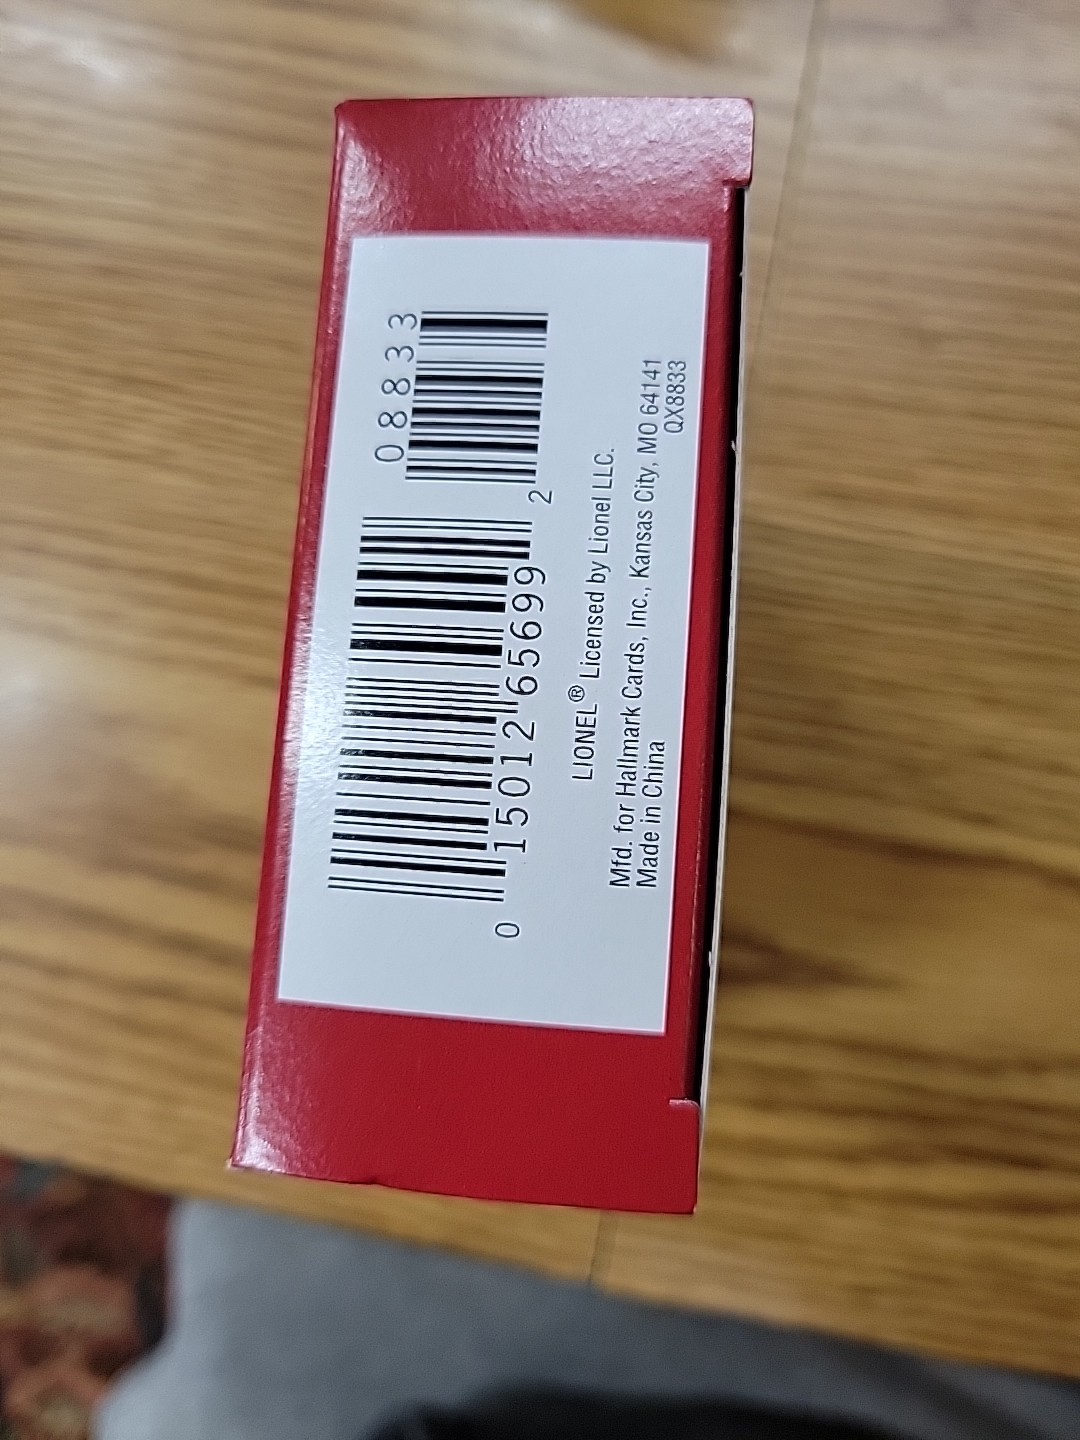 08833
0 15012 65699 2
LIONEL® Licensed by Lionel LLC.
Mfd. for Hallmark Cards, Inc., Kansas City, MO 64141
Made in China
QX8833